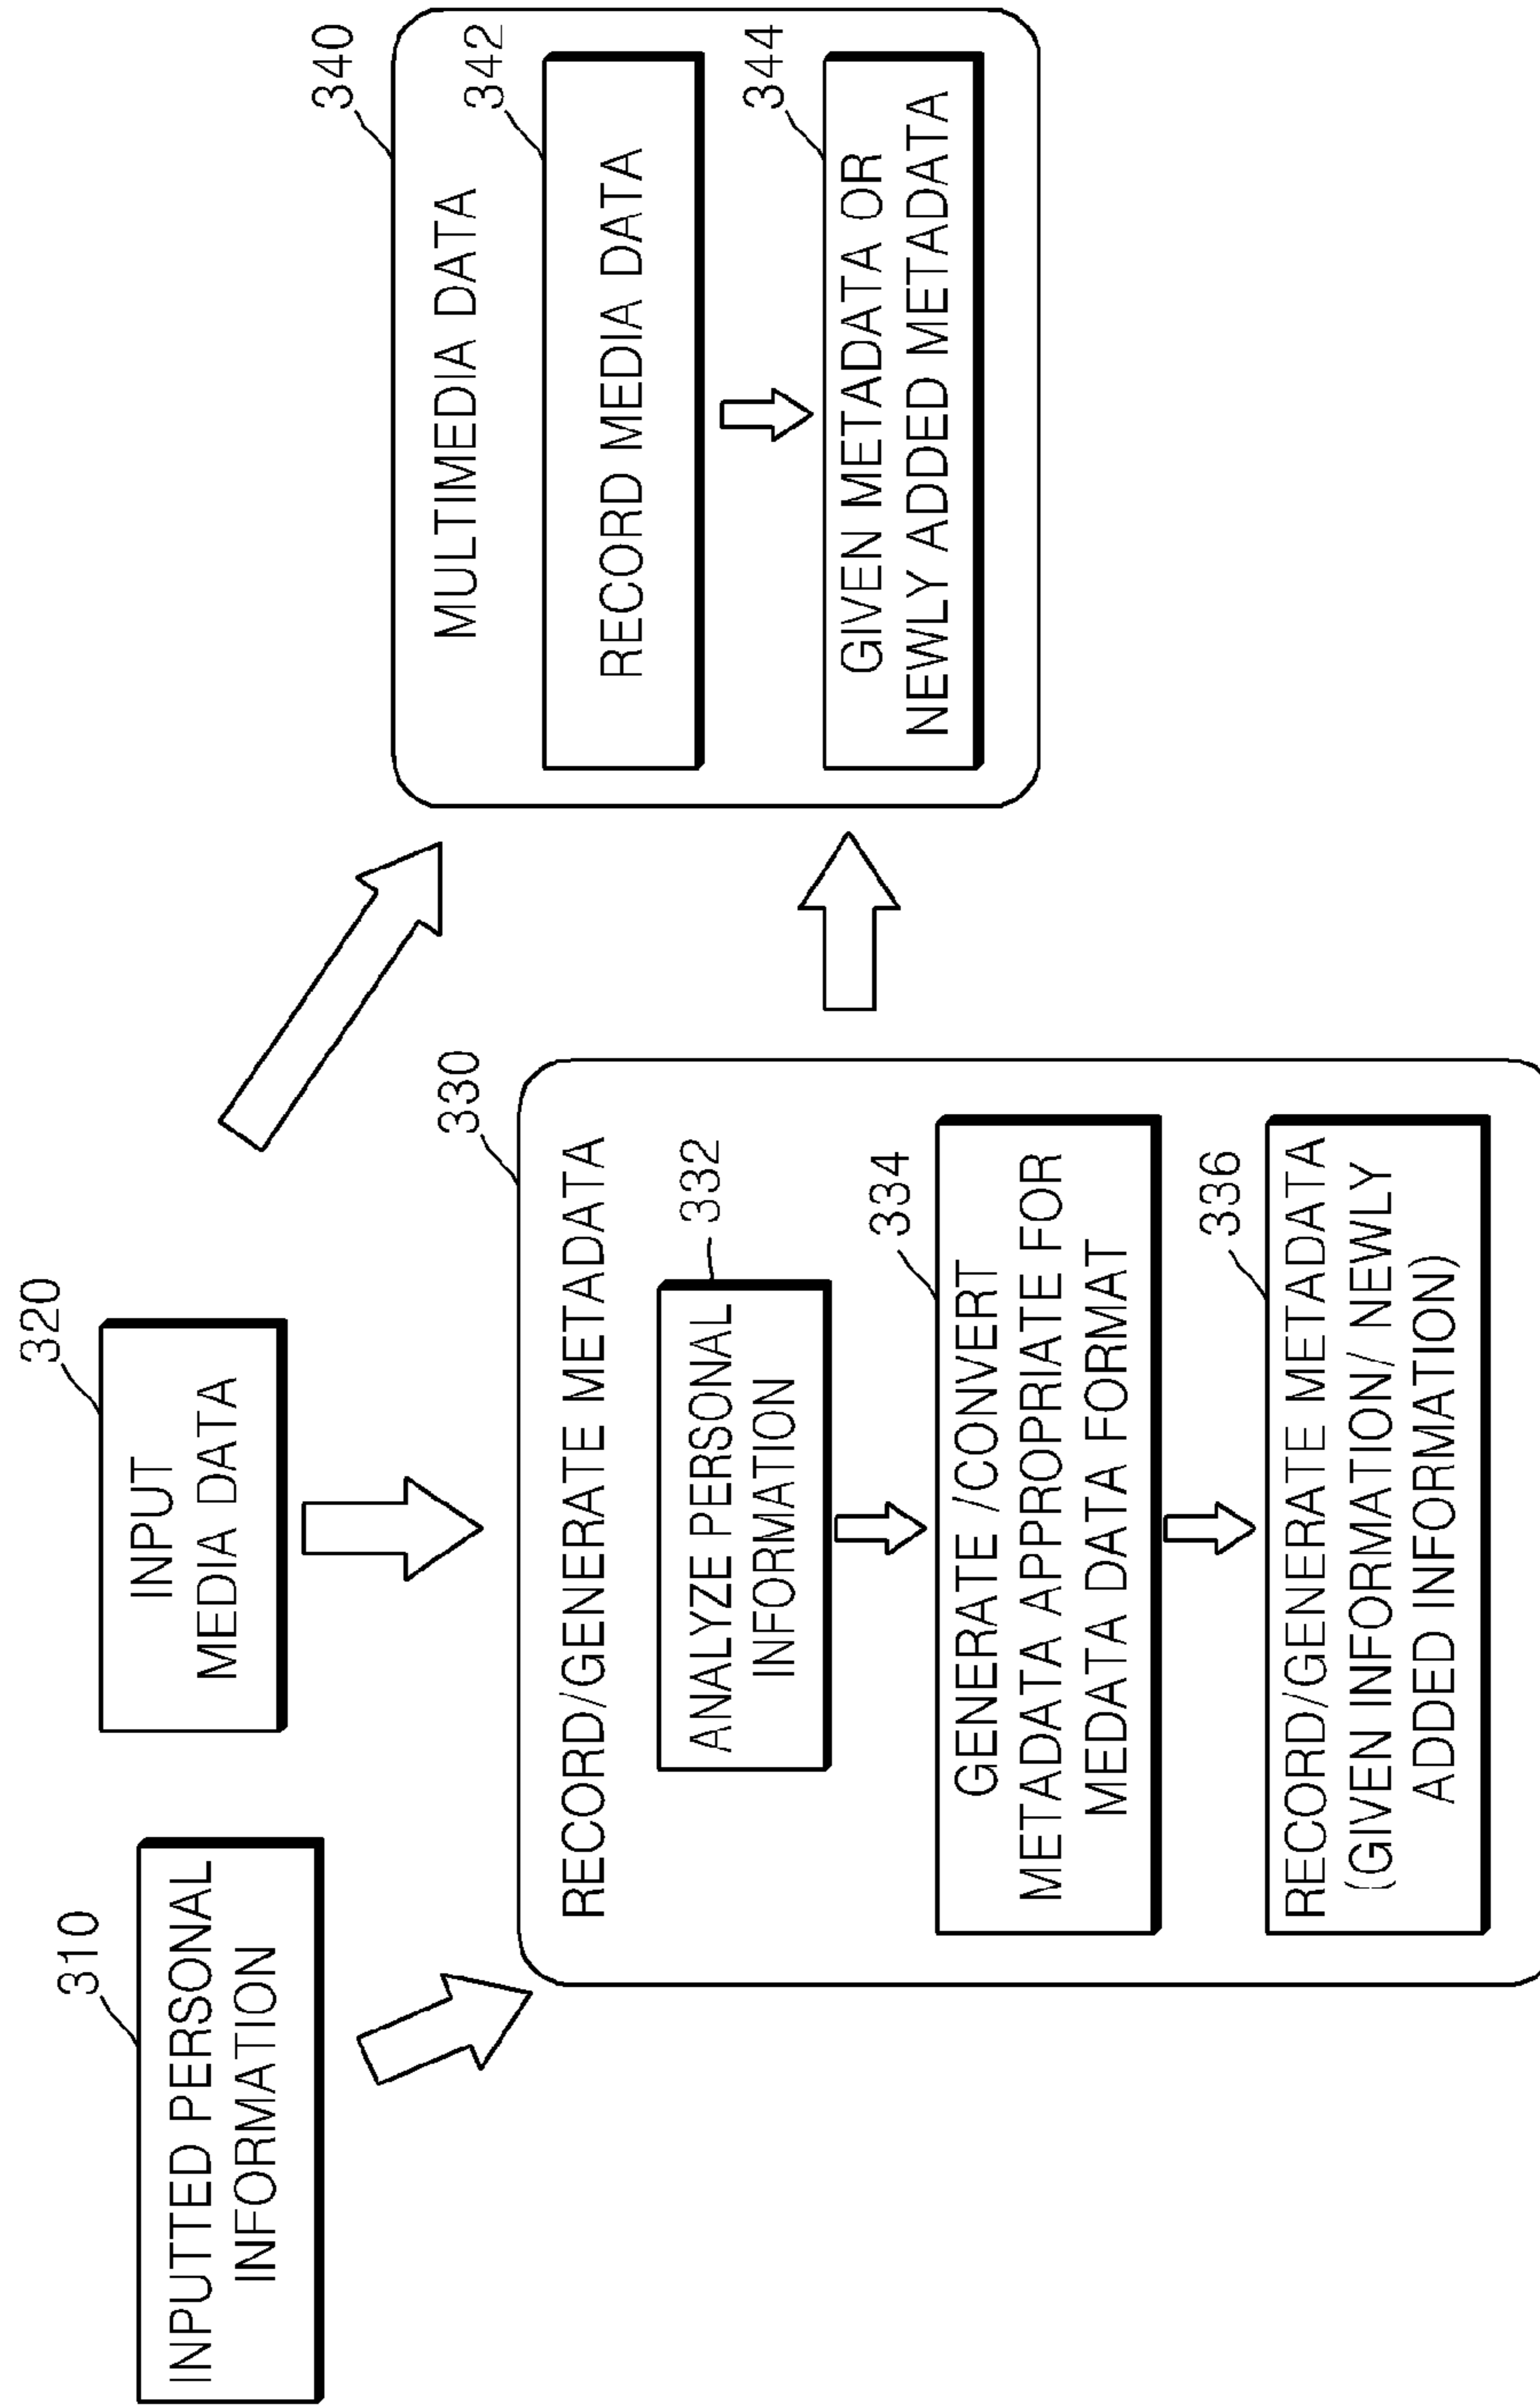 310
INPUTTED PERSONAL
INFORMATION
320
INPUT
MEDIA DATA
330
RECORD/GENERATE METADATA
332
ANALYZE PERSONAL
INFORMATION
334
GENERATE /CONVERT
METADATA APPROPRIATE FOR
MEDATA DATA FORMAT
336
RECORD/GENERATE METADATA
(GIVEN INFORMATION/ NEWLY
ADDED INFORMATION)
340
MULTIMEDIA DATA
342
RECORD MEDIA DATA
344
GIVEN METADATA OR
NEWLY ADDED METADATA